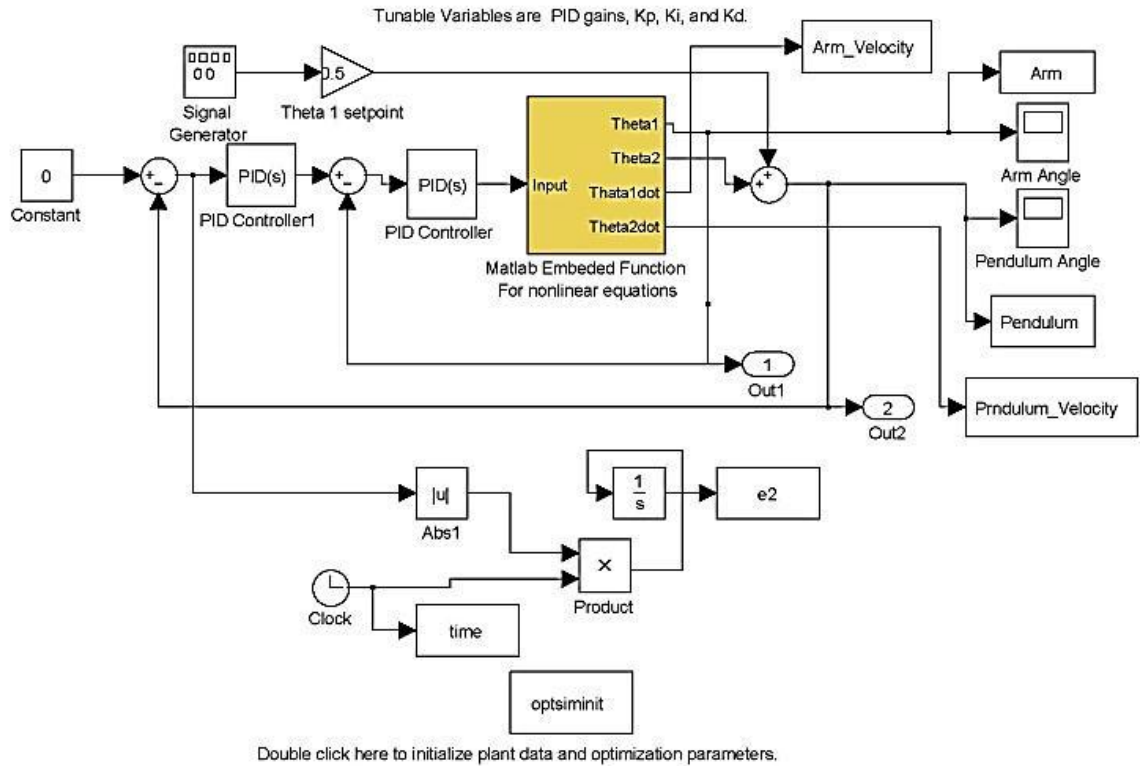 Tunable Variables are PID gains, Kp, Ki, and Kd.
Arm_Velocity
Arm
0.5
Signal
Generator
Theta 1 setpoint
Theta1
Theta2
Thata1dot
Theta2dot
Input
Arm Angle
0
Constant
+
-
PID(s)
PID Controller1
+
-
PID(s)
PID Controller
+
+
Matlab Embeded Function
For nonlinear equations
Pendulum Angle
Pendulum
1
Out1
2
Out2
Prndulum_Velocity
|u|
Abs1
1
s
e2
×
Product
Clock
time
optsiminit
Double click here to initialize plant data and optimization parameters.